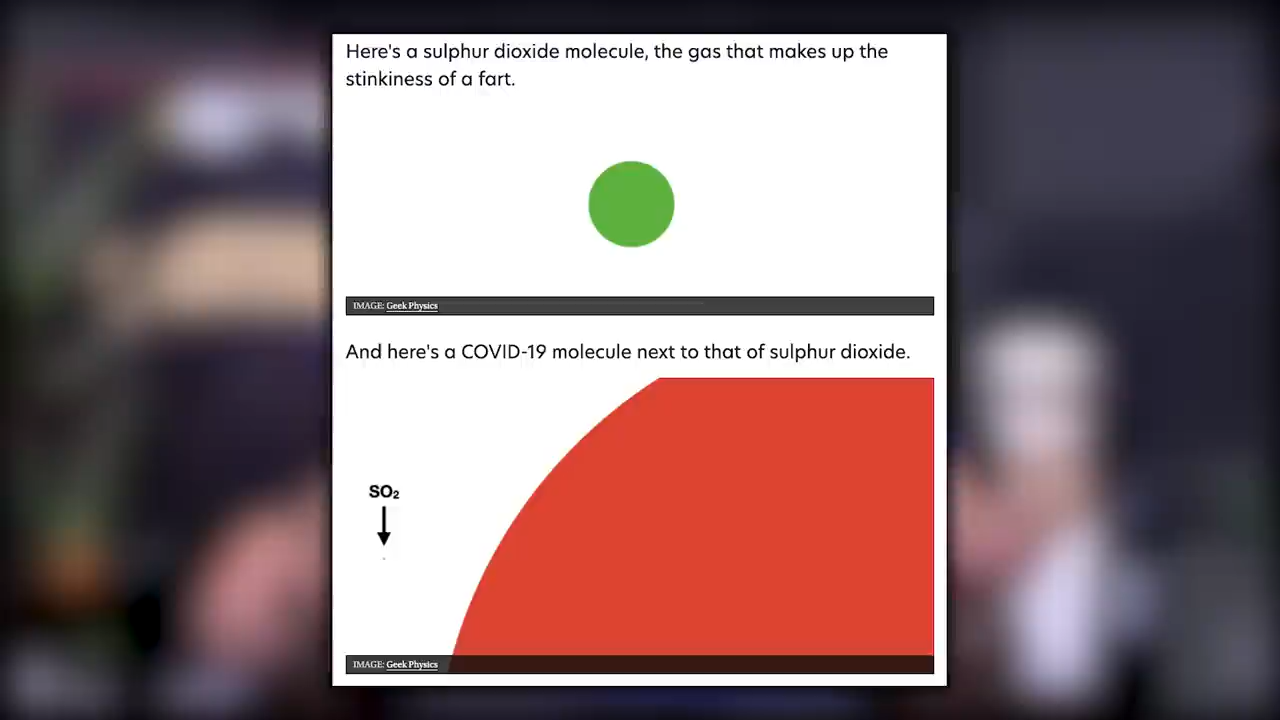 Here's a sulphur dioxide molecule, the gas that makes up the
stinkiness of a fart.
IMAGE: Geek Physics
And here's a COVID-19 molecule next to that of sulphur dioxide.
SO₂
IMAGE: Geek Physics